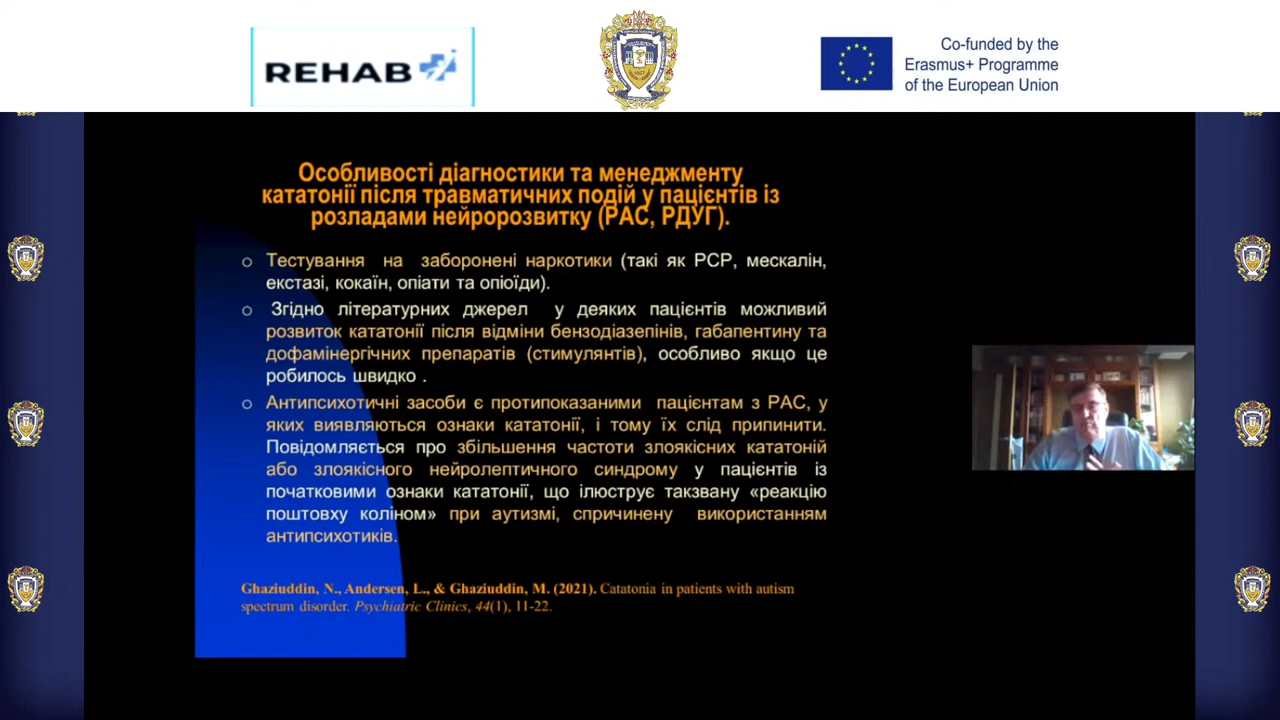 REHAB
Co-funded by the
Erasmus+ Programme
of the European Union
Особливості діагностики та менеджменту
кататонії після травматичних подій у пацієнтів із
розладами нейророзвитку (РАС, РДУГ).
o Тестування на заборонені наркотики (такі як PCP, мескалін,
екстазі, кокаїн, опіати та опіоїди).
o Згідно літературних джерел у деяких пацієнтів можливий
розвиток кататонії після відміни бензодіазепінів, габапентину та
дофамінергічних препаратів (стимулянтів), особливо якщо це
робилось швидко .
o Антипсихотичні засоби є протипоказаними пацієнтам з РАС, у
яких виявляються ознаки кататонії, і тому їх слід припинити.
Повідомляється про збільшення частоти злоякісних кататоній
або злоякісного нейролептичного синдрому у пацієнтів із
початковими ознаки кататонії, що ілюструє такзвану «реакцію
поштовху коліном» при аутизмі, спричинену використанням
антипсихотиків.
Ghaziuddin, N., Andersen, L., & Ghaziuddin, M. (2021). Catatonia in patients with autism
spectrum disorder. Psychiatric Clinics, 44(1), 11-22.